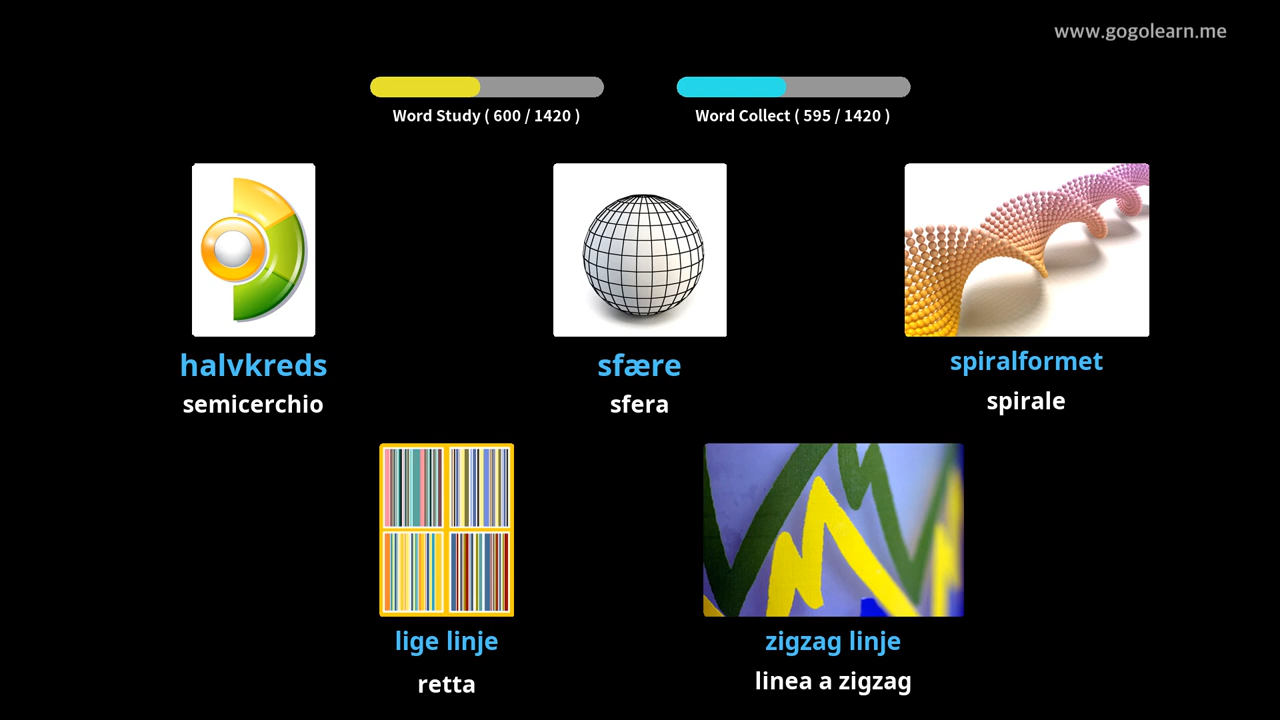 www.gogolearn.me
Word Study ( 600 / 1420 )
Word Collect ( 595 / 1420 )
halvkreds
semicerchio
sfære
sfera
spiralformet
spirale
lige linje
retta
zigzag linje
linea a zigzag